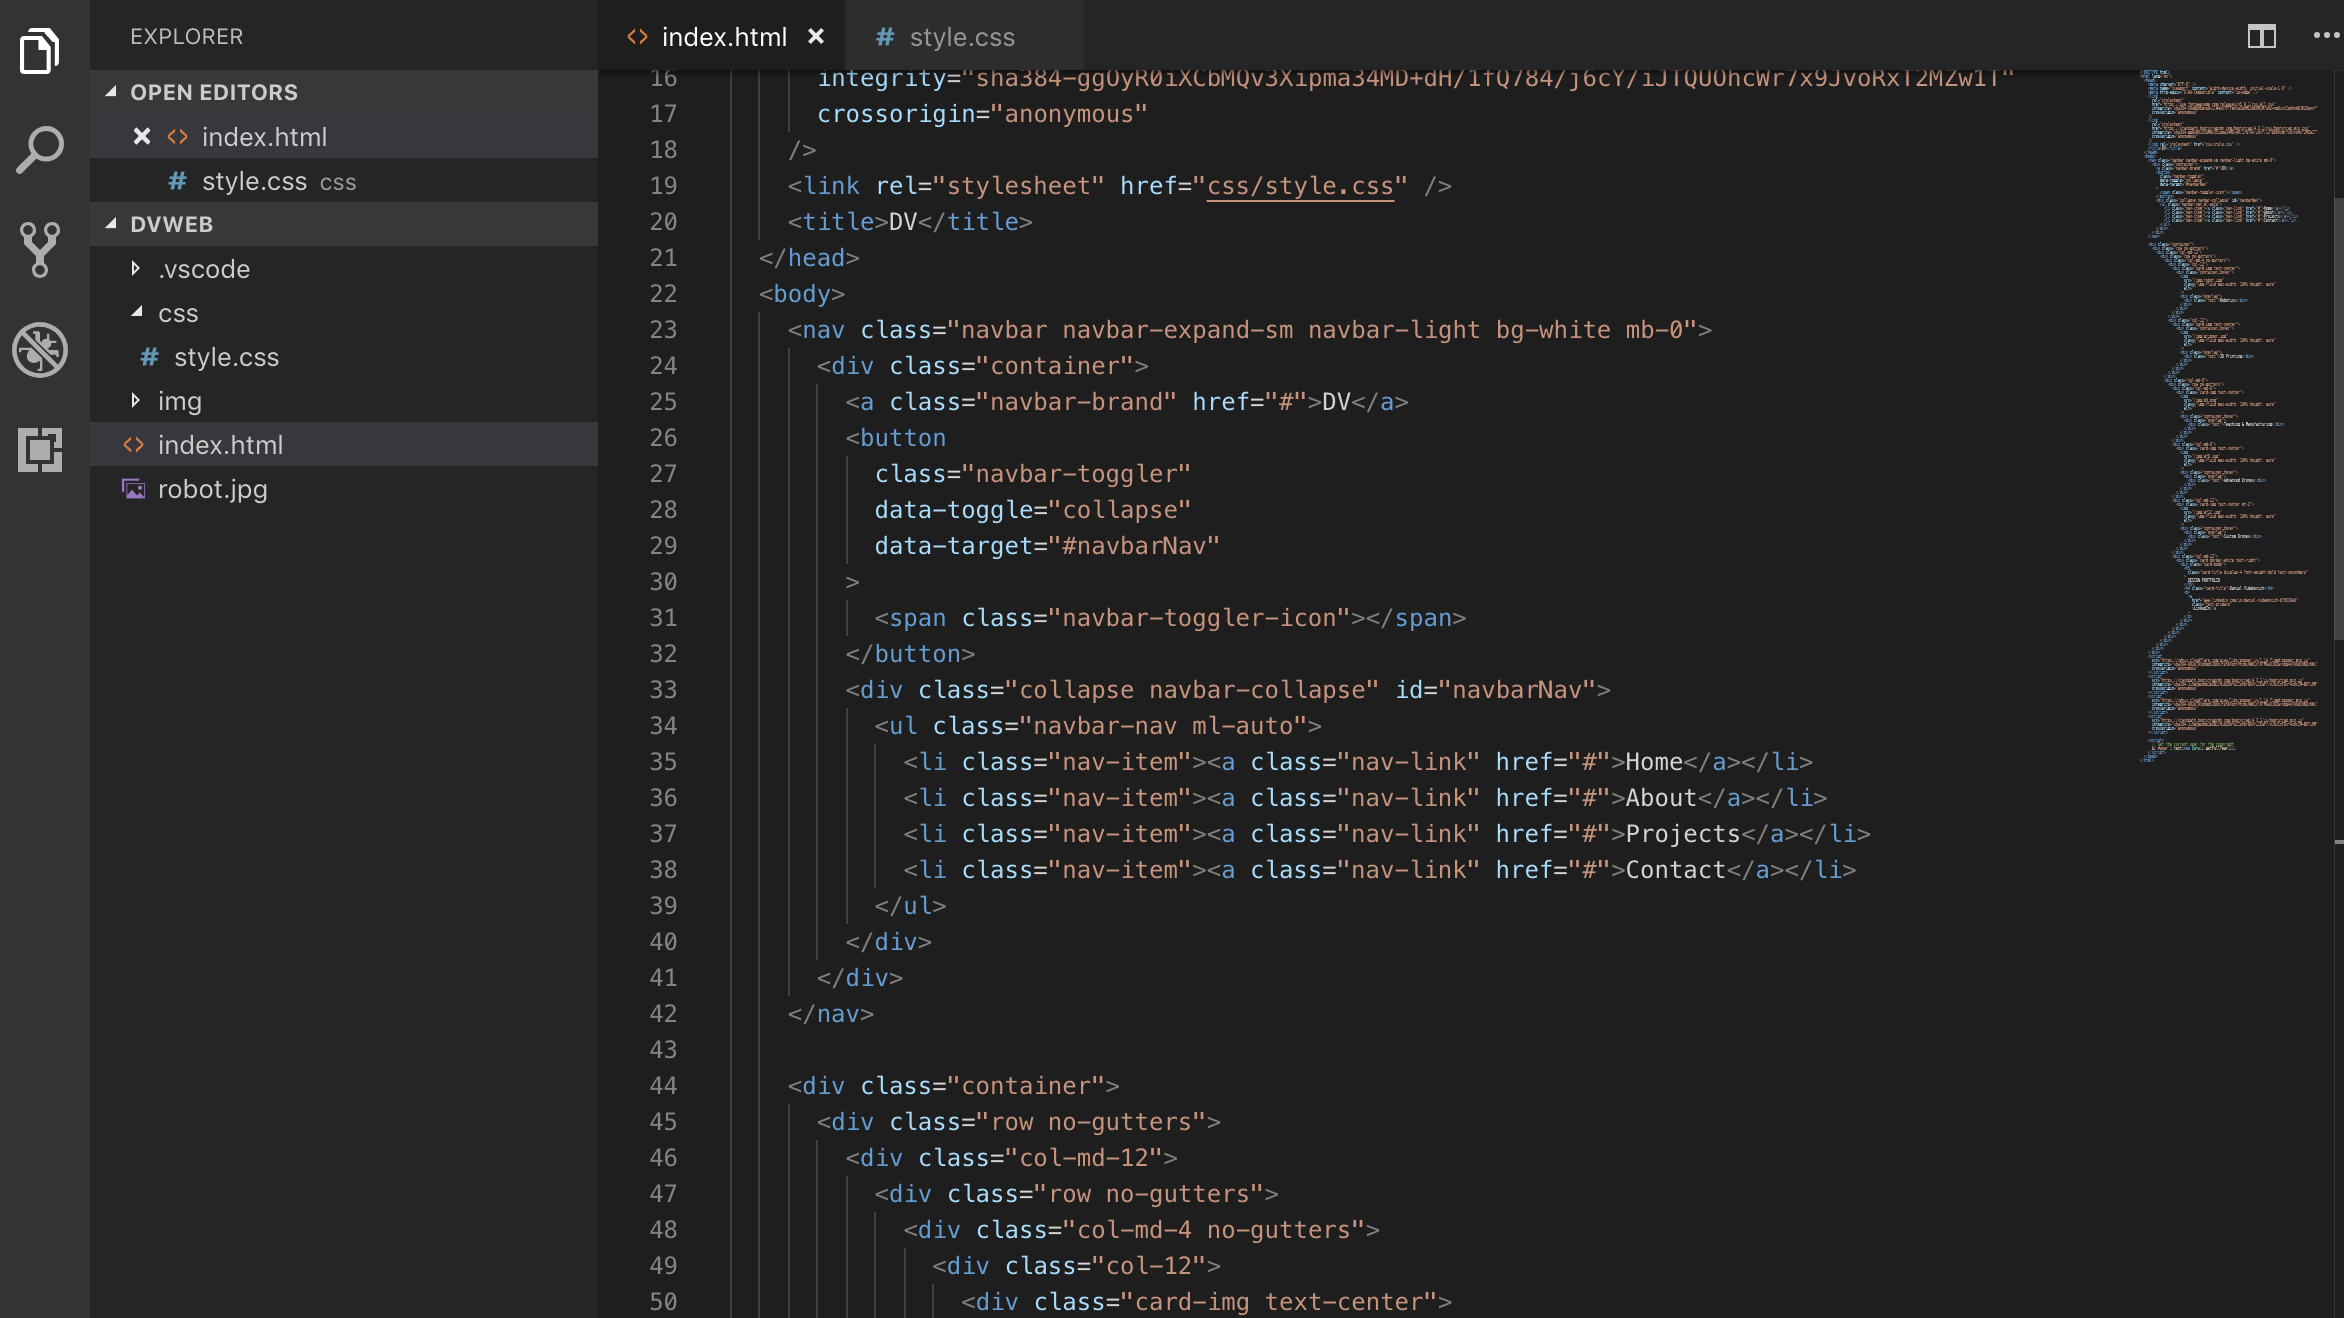 EXPLORER
OPEN EDITORS
index.html
style.css css
DVWEB
.vscode
css
style.css
img
index.html
robot.jpg
index.html
style.css
16 integrity="sha384-ggOyR0iXCbMQv3Xipma34MD+dH/1fQ784/j6cY/iJTQUOhcWr7x9JvoRxT2MZw1T"
17 crossorigin="anonymous"
18 />
19 <link rel="stylesheet" href="css/style.css" />
20 <title>DV</title>
21 </head>
22 <body>
23 <nav class="navbar navbar-expand-sm navbar-light bg-white mb-0">
24 <div class="container">
25 <a class="navbar-brand" href="#">DV</a>
26 <button
27 class="navbar-toggler"
28 data-toggle="collapse"
29 data-target="#navbarNav"
30 >
31 <span class="navbar-toggler-icon"></span>
32 </button>
33 <div class="collapse navbar-collapse" id="navbarNav">
34 <ul class="navbar-nav ml-auto">
35 <li class="nav-item"><a class="nav-link" href="#">Home</a></li>
36 <li class="nav-item"><a class="nav-link" href="#">About</a></li>
37 <li class="nav-item"><a class="nav-link" href="#">Projects</a></li>
38 <li class="nav-item"><a class="nav-link" href="#">Contact</a></li>
39 </ul>
40 </div>
41 </div>
42 </nav>
43
44 <div class="container">
45 <div class="row no-gutters">
46 <div class="col-md-12">
47 <div class="row no-gutters">
48 <div class="col-md-4 no-gutters">
49 <div class="col-12">
50 <div class="card-img text-center">